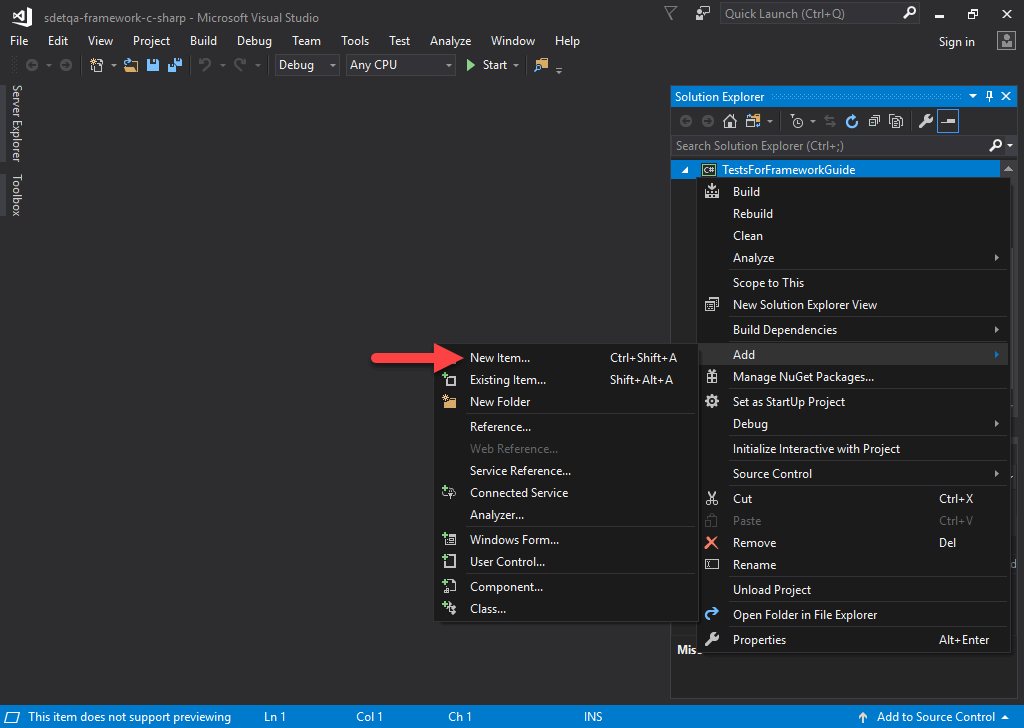 sdetqa-framework-c-sharp - Microsoft Visual Studio
Quick Launch (Ctrl+Q)
File Edit View Project Build Debug Team Tools Test Analyze Window Help
Sign in
Debug Any CPU Start
Server Explorer
Toolbox
Solution Explorer
Search Solution Explorer (Ctrl+;)
C# TestsForFrameworkGuide
Build
Rebuild
Clean
Analyze
Scope to This
New Solution Explorer View
Build Dependencies
Add
Manage NuGet Packages...
Set as StartUp Project
Debug
Initialize Interactive with Project
Source Control
Cut Ctrl+X
Paste Ctrl+V
Remove Del
Rename
Unload Project
Open Folder in File Explorer
Properties Alt+Enter
New Item... Ctrl+Shift+A
Existing Item... Shift+Alt+A
New Folder
Reference...
Web Reference...
Service Reference...
Connected Service
Analyzer...
Windows Form...
User Control...
Component...
Class...
This item does not support previewing Ln 1 Col 1 Ch 1 INS Add to Source Control